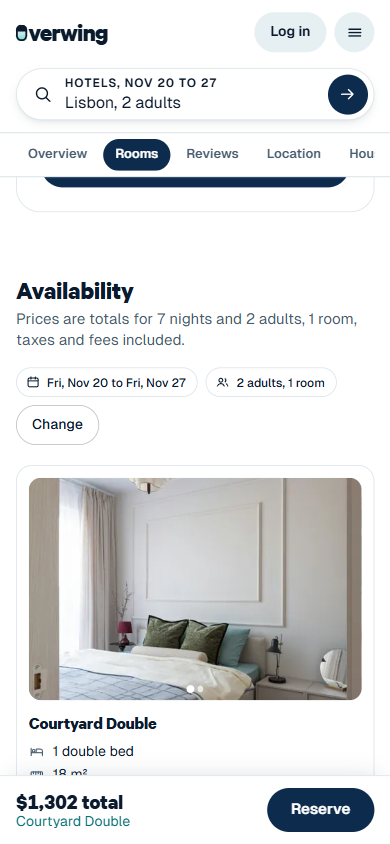 Overwing
Log in
HOTELS, NOV 20 TO 27
Lisbon, 2 adults
Overview
Rooms
Reviews
Location
Hou
Availability
Prices are totals for 7 nights and 2 adults, 1 room,
taxes and fees included.
Fri, Nov 20 to Fri, Nov 27
2 adults, 1 room
Change
Courtyard Double
1 double bed
18 m²
$1,302 total
Courtyard Double
Reserve